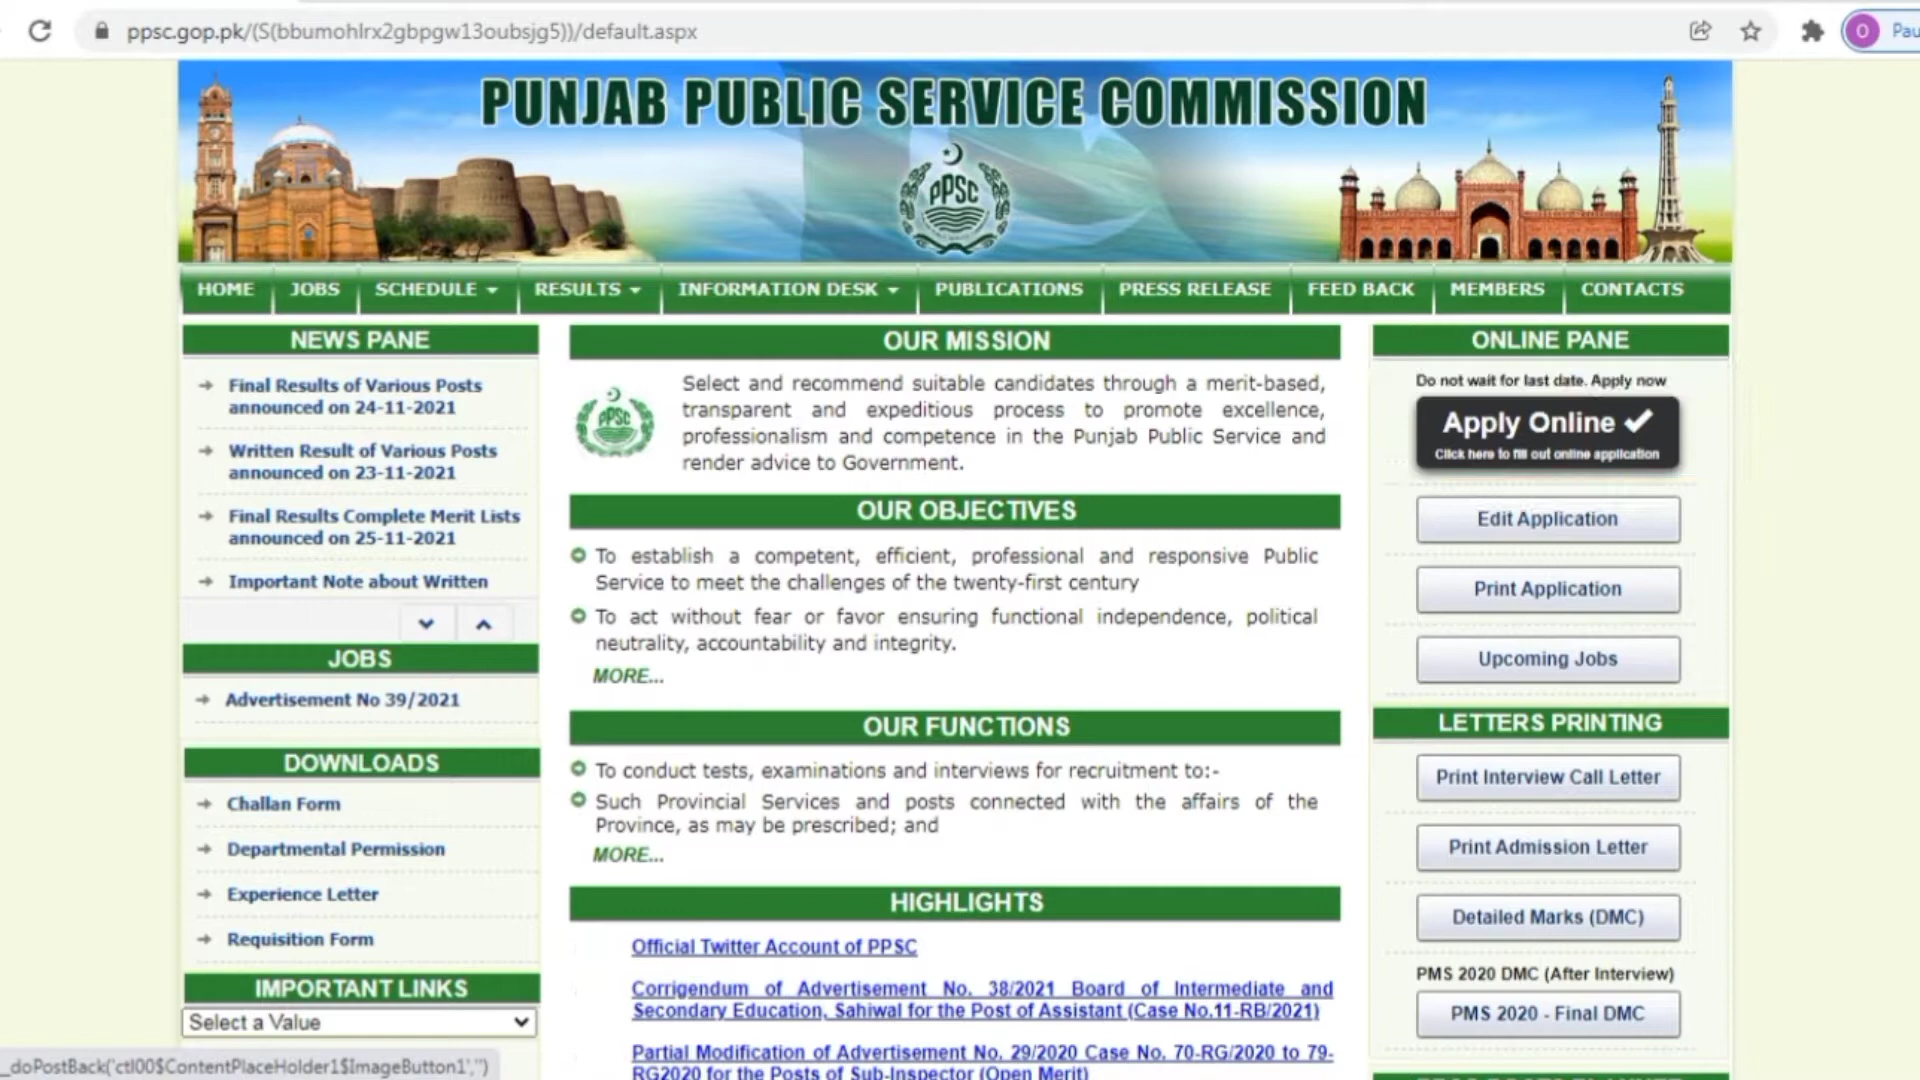 ppsc.gop.pk/(S(bbumohlrx2gbpgw13oubsjg5))/default.aspx
O
Pau
PUNJAB PUBLIC SERVICE COMMISSION
PPSC
HOME
JOBS
SCHEDULE
RESULTS
INFORMATION DESK
PUBLICATIONS
PRESS RELEASE
FEED BACK
MEMBERS
CONTACTS
NEWS PANE
Final Results of Various Posts
announced on 24-11-2021
Written Result of Various Posts
announced on 23-11-2021
Final Results Complete Merit Lists
announced on 25-11-2021
Important Note about Written
JOBS
Advertisement No 39/2021
DOWNLOADS
Challan Form
Departmental Permission
Experience Letter
Requisition Form
IMPORTANT LINKS
Select a Value
_doPostBack('ctl00$ContentPlaceHolder1$ImageButton1','')
OUR MISSION
PPSC
Select and recommend suitable candidates through a merit-based,
transparent and expeditious process to promote excellence,
professionalism and competence in the Punjab Public Service and
render advice to Government.
OUR OBJECTIVES
To establish a competent, efficient, professional and responsive Public
Service to meet the challenges of the twenty-first century
To act without fear or favor ensuring functional independence, political
neutrality, accountability and integrity.
MORE...
OUR FUNCTIONS
To conduct tests, examinations and interviews for recruitment to:-
Such Provincial Services and posts connected with the affairs of the
Province, as may be prescribed; and
MORE...
HIGHLIGHTS
Official Twitter Account of PPSC
Corrigendum of Advertisement No. 38/2021 Board of Intermediate and
Secondary Education, Sahiwal for the Post of Assistant (Case No.11-RB/2021)
Partial Modification of Advertisement No. 29/2020 Case No. 70-RG/2020 to 79-
RG2020 for the Posts of Sub-Inspector (Open Merit)
ONLINE PANE
Do not wait for last date. Apply now
Apply Online
Click here to fill out online application
Edit Application
Print Application
Upcoming Jobs
LETTERS PRINTING
Print Interview Call Letter
Print Admission Letter
Detailed Marks (DMC)
PMS 2020 DMC (After Interview)
PMS 2020 - Final DMC